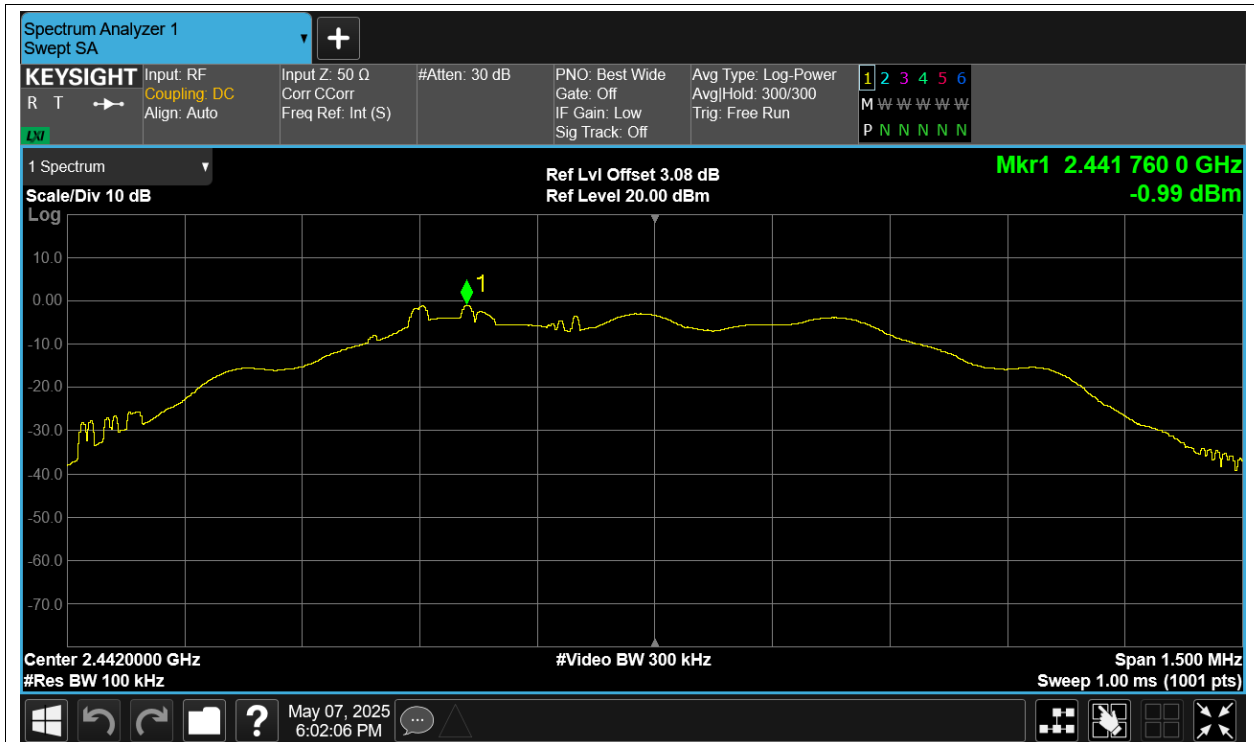 Spectrum Analyzer 1
Swept SA
+
KEYSIGHT
R T
LXI
Input: RF
Coupling: DC
Align: Auto
Input Z: 50 Ω
Corr CCorr
Freq Ref: Int (S)
#Atten: 30 dB
PNO: Best Wide
Gate: Off
IF Gain: Low
Sig Track: Off
Avg Type: Log-Power
Avg|Hold: 300/300
Trig: Free Run
1 2 3 4 5 6
M W W W W W W
P N N N N N
1 Spectrum
Scale/Div 10 dB
Log
Ref Lvl Offset 3.08 dB
Ref Level 20.00 dBm
Mkr1 2.441 760 0 GHz
-0.99 dBm
10.0
0.00
-10.0
-20.0
-30.0
-40.0
-50.0
-60.0
-70.0
1
Center 2.4420000 GHz
#Res BW 100 kHz
#Video BW 300 kHz
Span 1.500 MHz
Sweep 1.00 ms (1001 pts)
?
May 07, 2025
6:02:06 PM